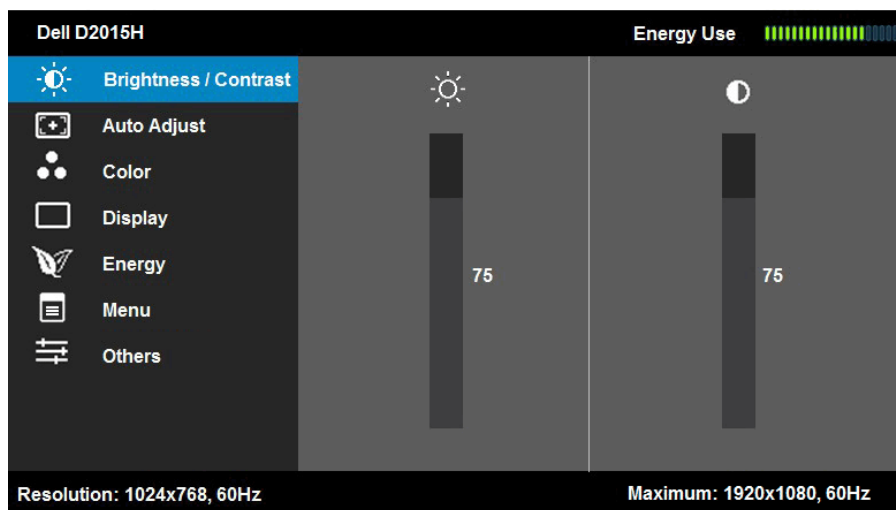 Dell D2015H Energy Use
Brightness / Contrast
Auto Adjust
Color
Display
Energy
75 75
Menu
Others
Resolution: 1024x768, 60Hz Maximum: 1920x1080, 60Hz